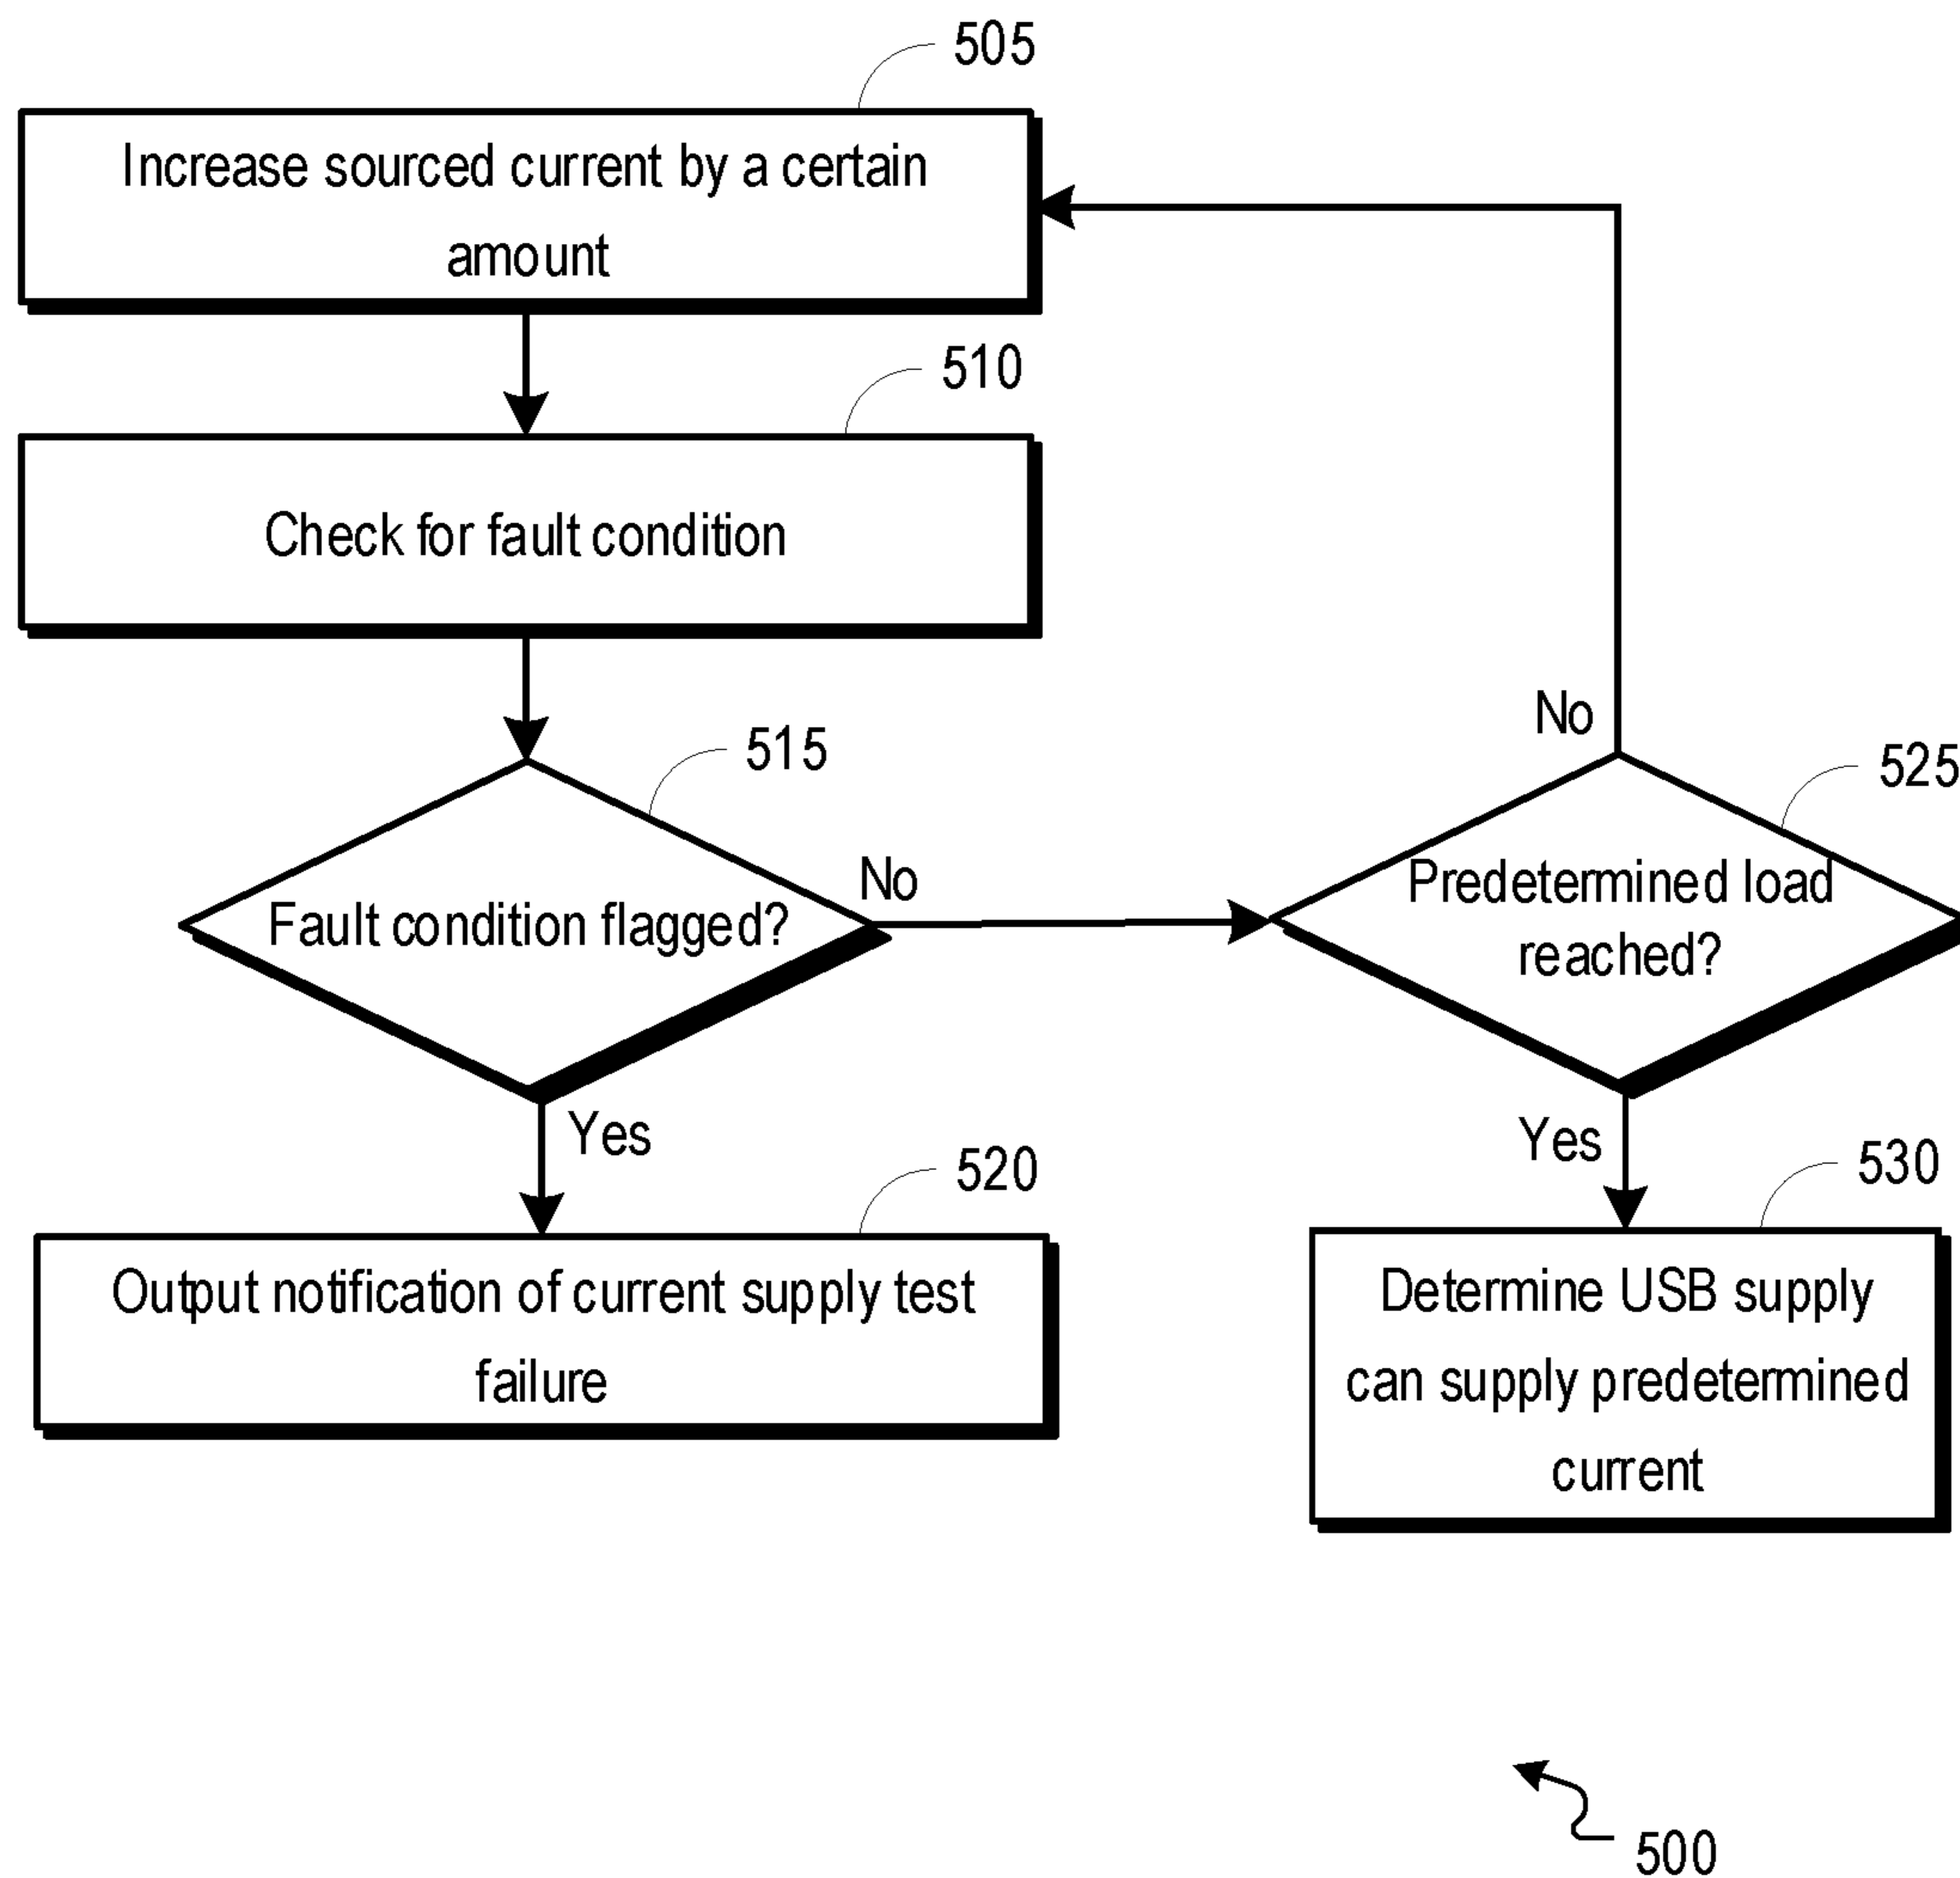 505
Increase sourced current by a certain
amount
510
Check for fault condition
515
Fault condition flagged?
No
Yes
520
Output notification of current supply test
failure
No
525
Predetermined load
reached?
Yes
530
Determine USB supply
can supply predetermined
current
500